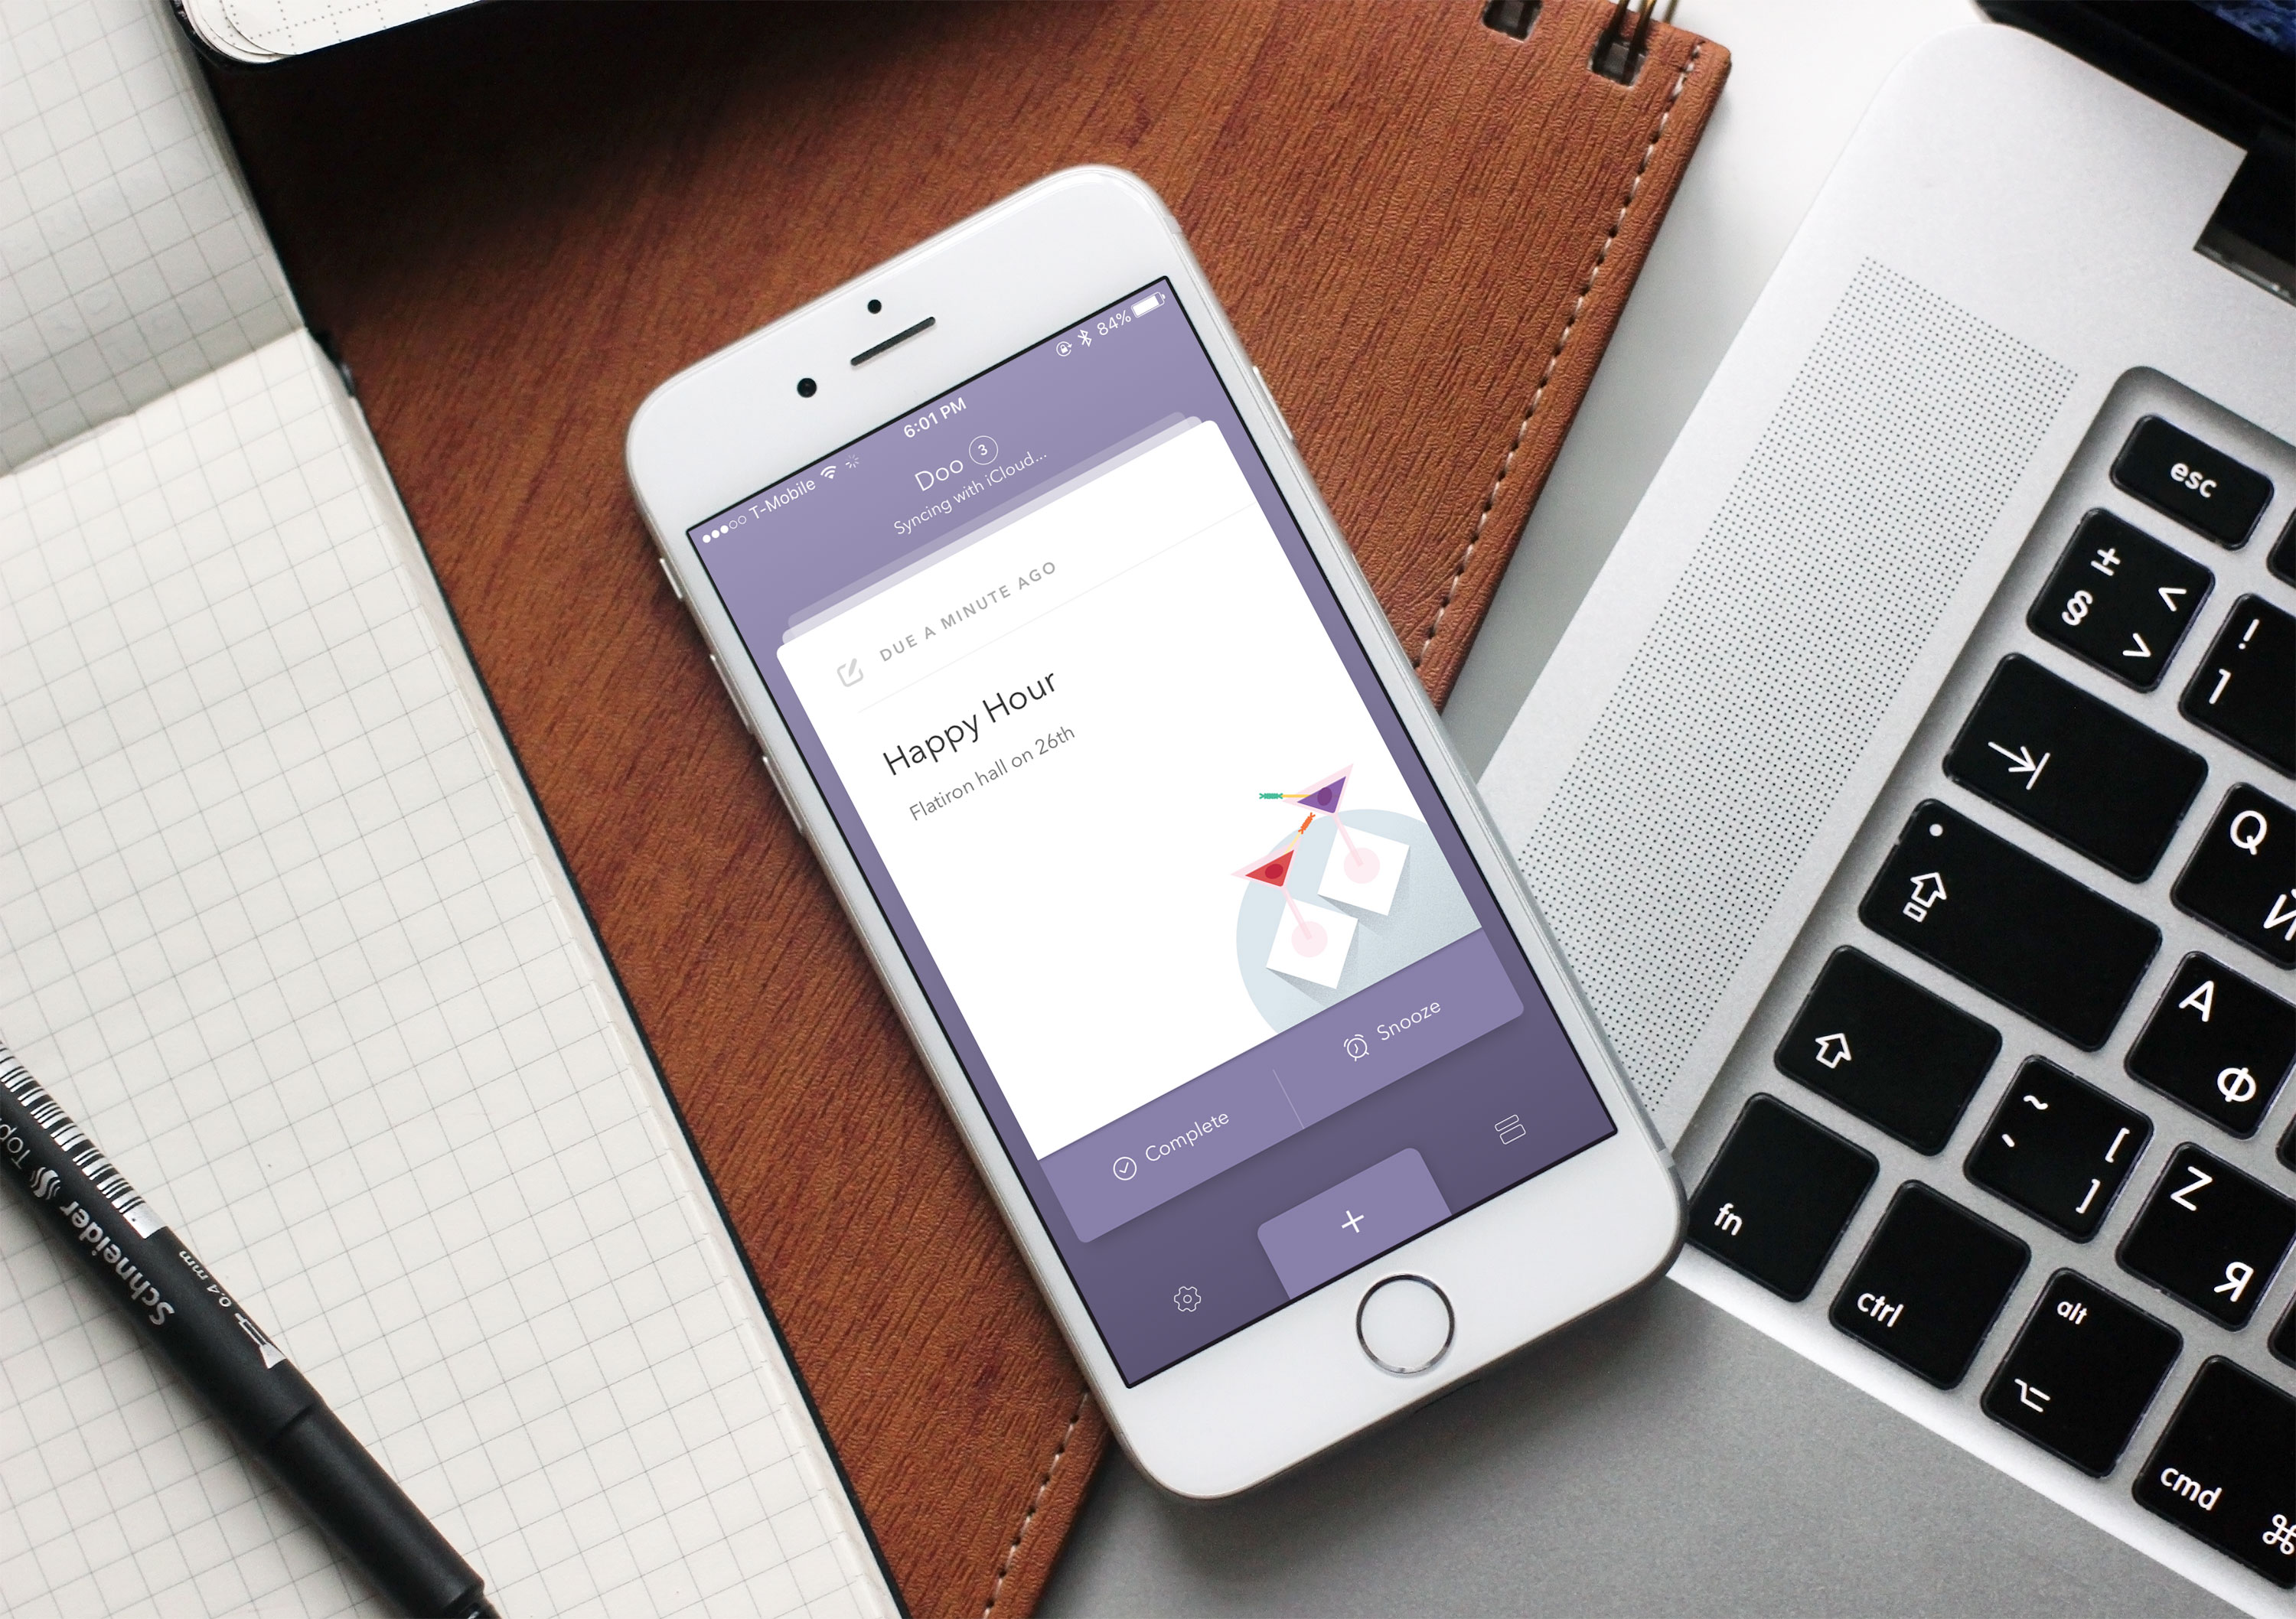 T-Mobile
6:01 PM
84%
Doo 3
Syncing with iCloud...
DUE A MINUTE AGO
Happy Hour
Flatiron hall on 26th
Complete
Snooze
+
Schneider
0.4 mm
esc
±
§
<
>
!
1
Q
Й
A
Ф
~
`
[
]
Z
Я
fn
ctrl
alt
cmd
⌘